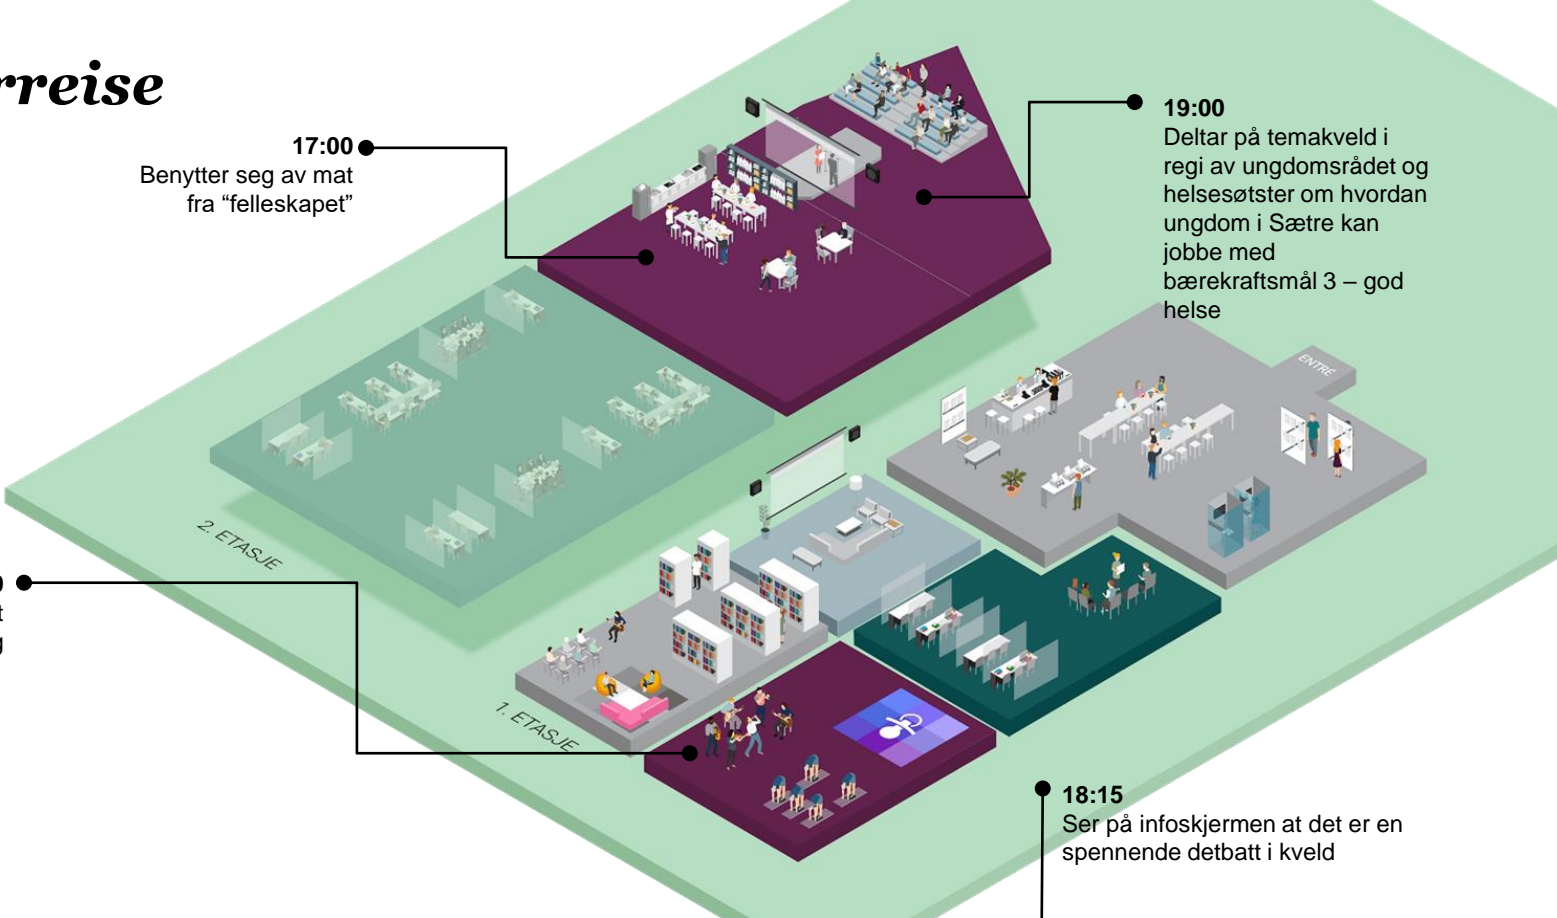 rreise
17:00
Benytter seg av mat
fra “felleskapet”
19:00
Deltar på temakveld i
regi av ungdomsrådet og
helsesøtster om hvordan
ungdom i Sætre kan
jobbe med
bærekraftsmål 3 – god
helse
ENTRÉ
2. ETASJE
0
t
g
1. ETASJE
18:15
Ser på infoskjermen at det er en
spennende detbatt i kveld